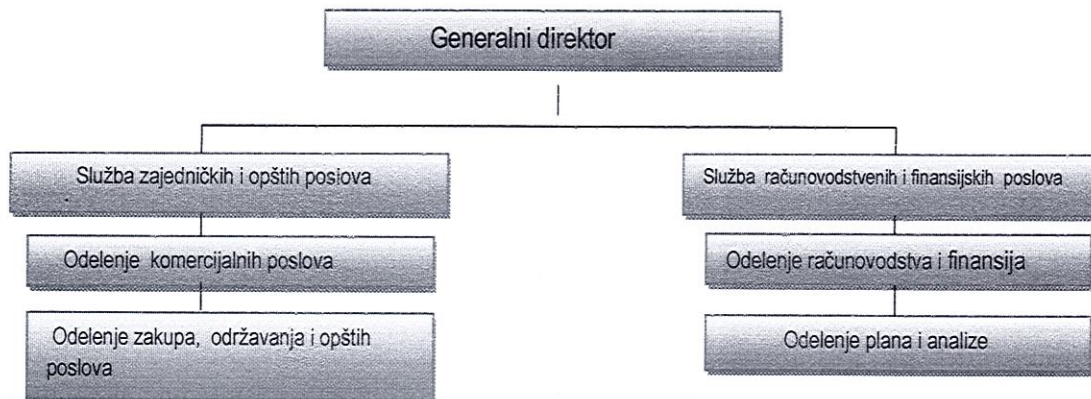 Generalni direktor
Služba zajedničkih i opštih poslova
Odelenje komercijalnih poslova
Odelenje zakupa, održavanja i opštih
poslova
Služba računovodstvenih i finansijskih poslova
Odelenje računovodstva i finansija
Odelenje plana i analize